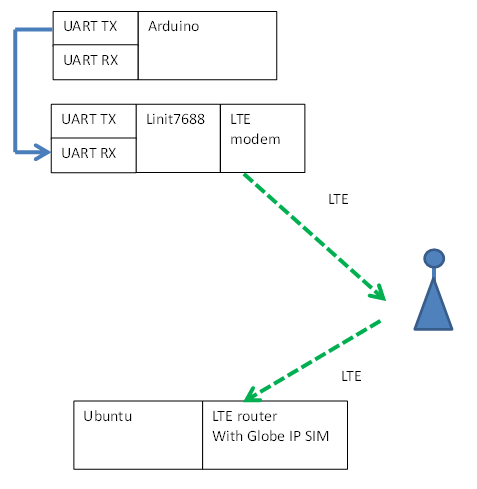 UART TX
Arduino
UART RX
UART TX
Linit7688
LTE
modem
UART RX
LTE
LTE
Ubuntu
LTE router
With Globe IP SIM